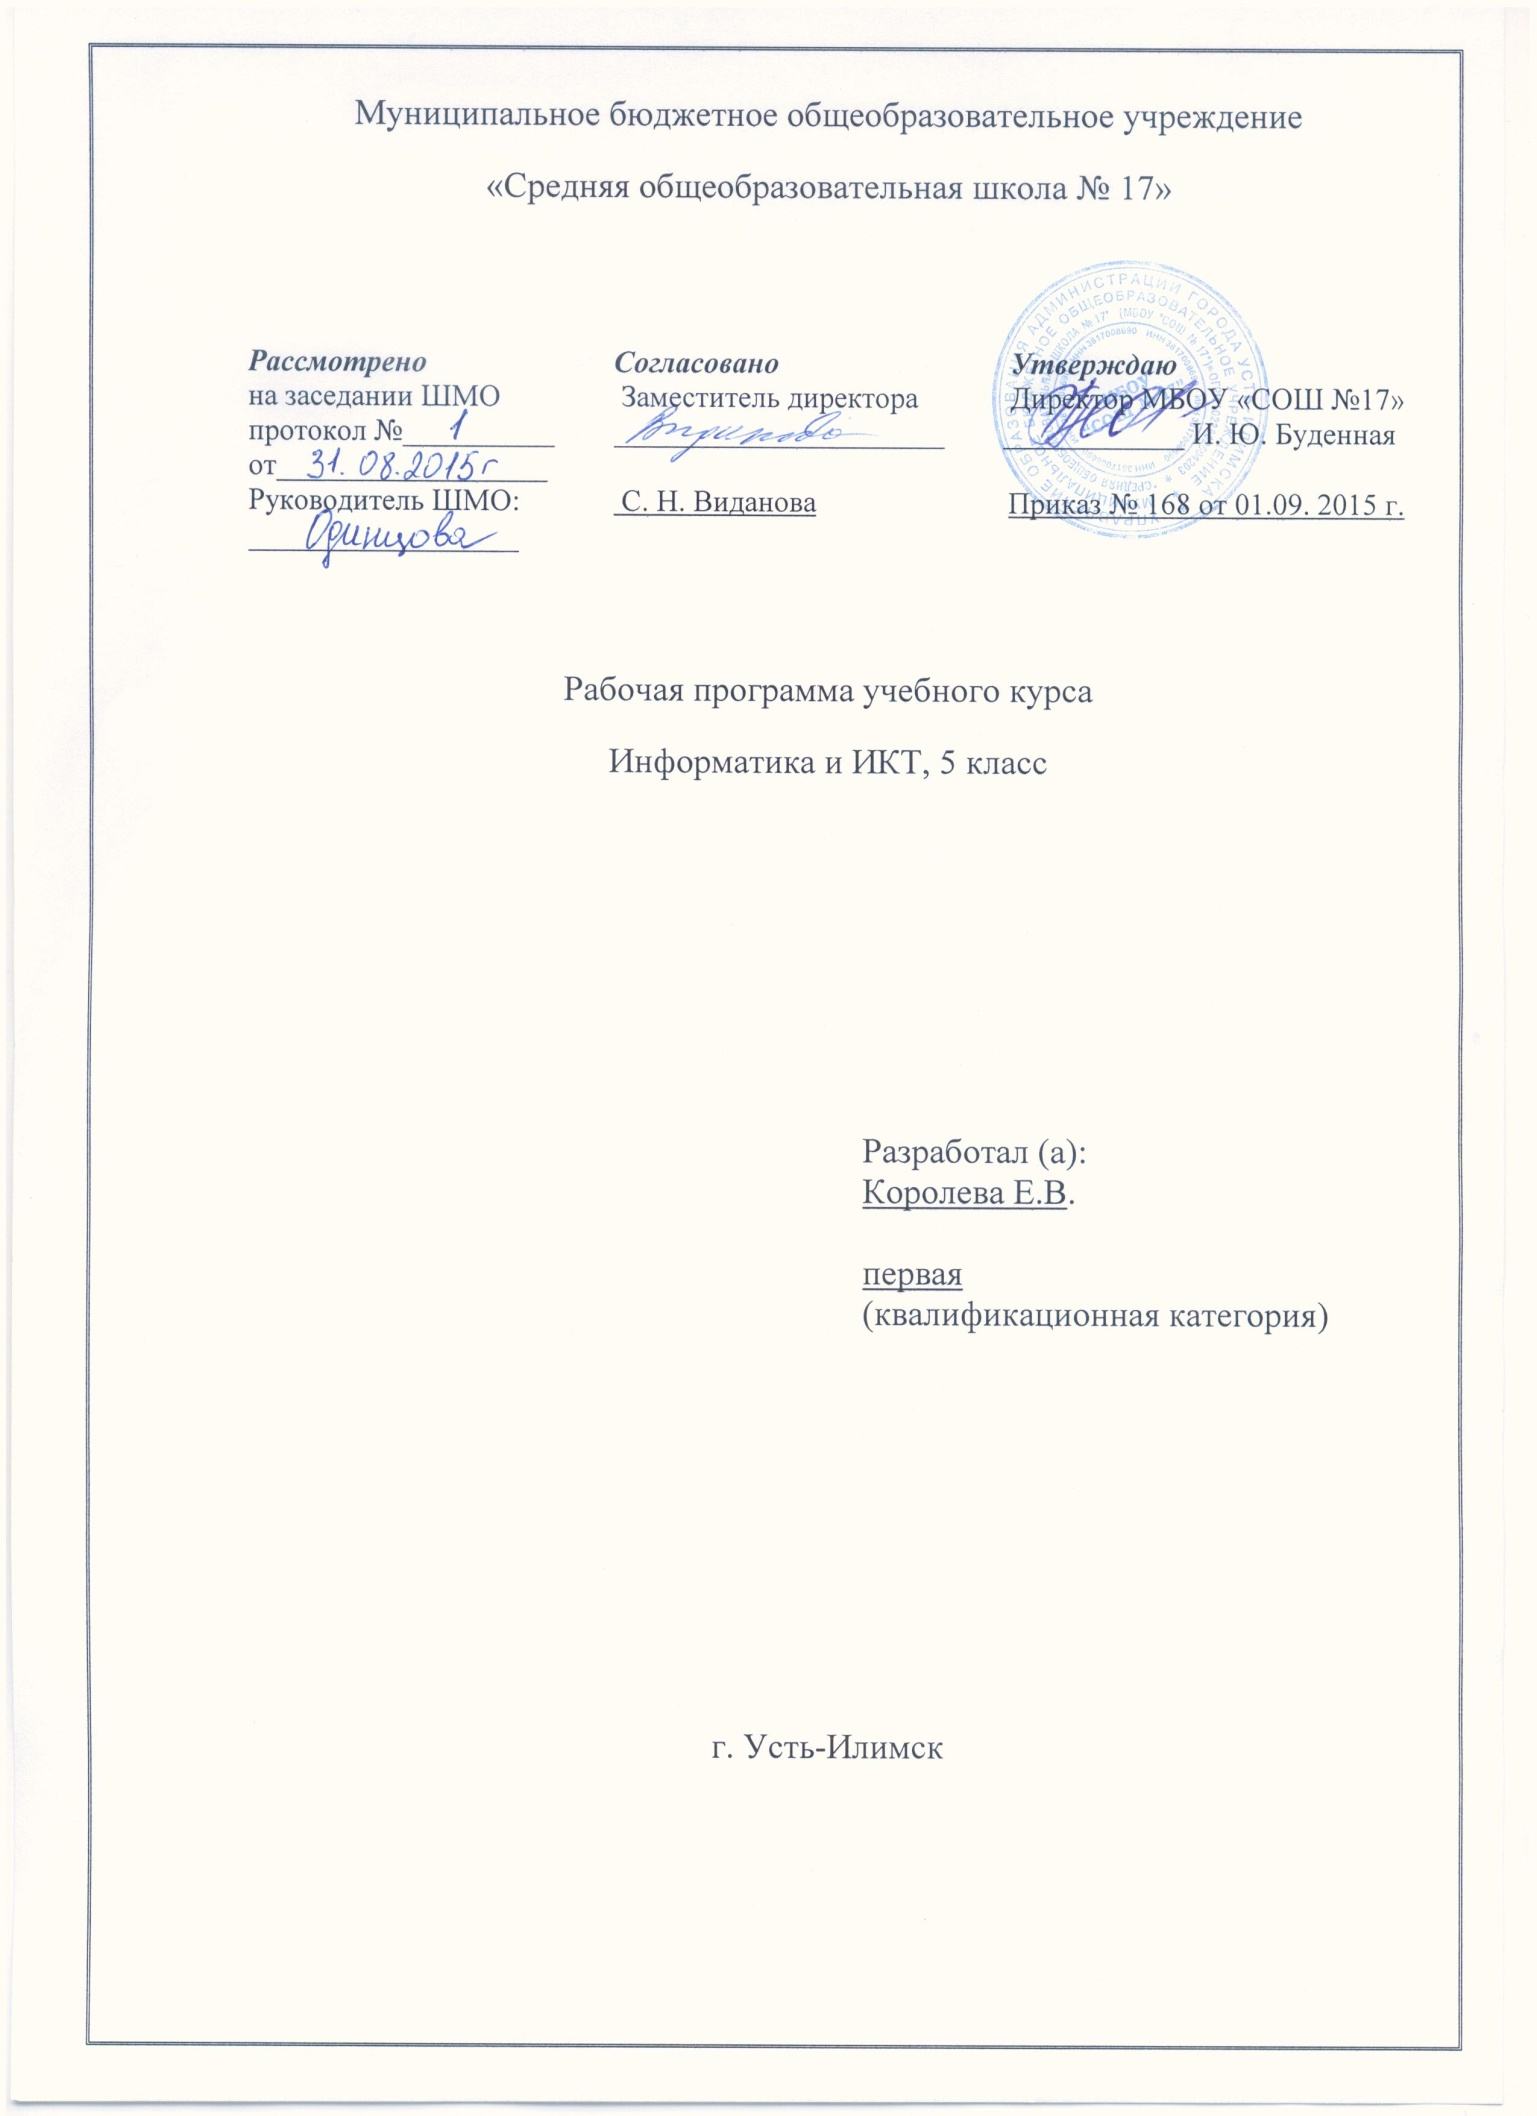 Муниципальное бюджетное общеобразовательное учреждение
«Средняя общеобразовательная школа № 17»
Рассмотрено
на заседании ШМО
протокол № 1
от 31.08.2015г
Руководитель ШМО:
Одинцова
Согласовано
Заместитель директора
Виданова
С. Н. Виданова
Утверждаю
Директор МБОУ «СОШ №17»
И. Ю. Буденная
Приказ № 168 от 01.09. 2015 г.
Рабочая программа учебного курса
Информатика и ИКТ, 5 класс
Разработал (а):
Королева Е.В.
первая
(квалификационная категория)
г. Усть-Илимск